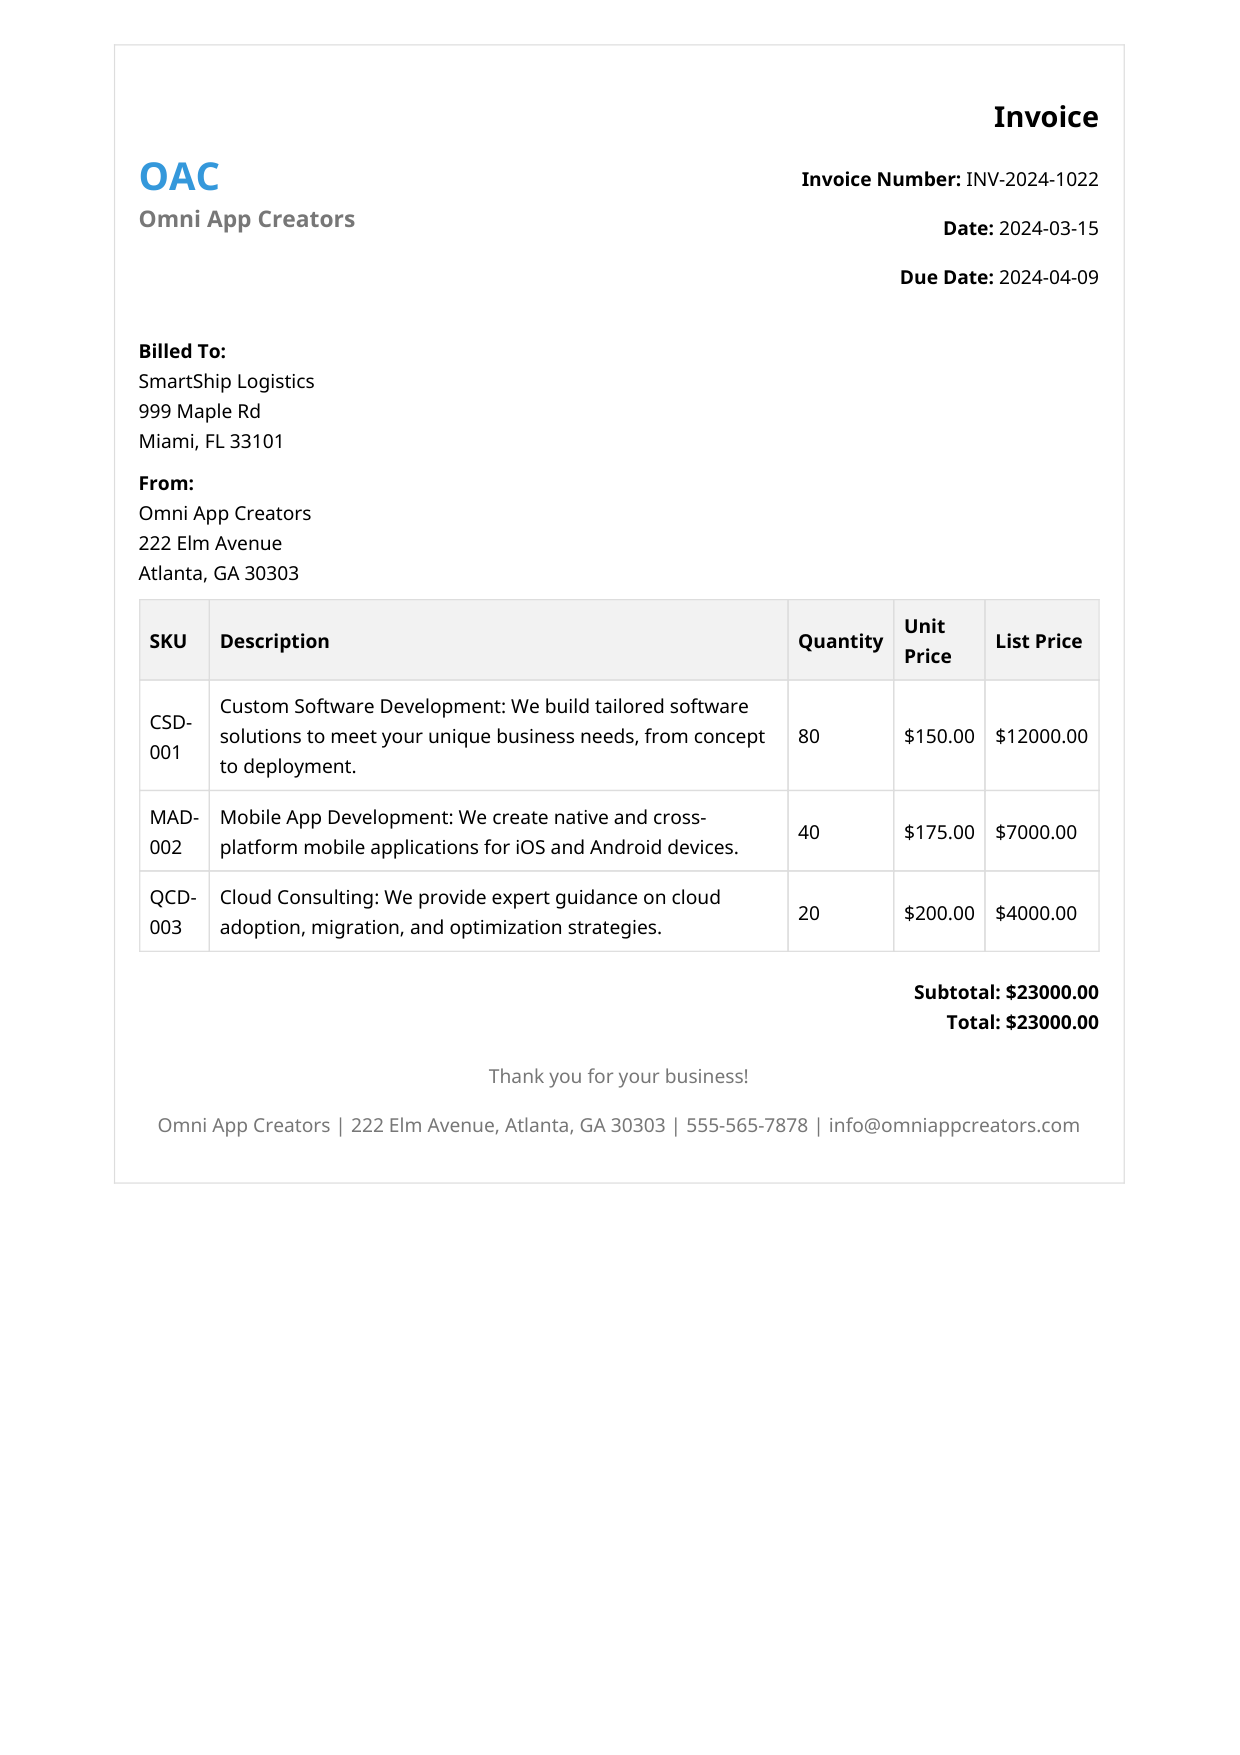 Invoice
OAC
Omni App Creators
Invoice Number: INV-2024-1022
Date: 2024-03-15
Due Date: 2024-04-09
Billed To:
SmartShip Logistics
999 Maple Rd
Miami, FL 33101
From:
Omni App Creators
222 Elm Avenue
Atlanta, GA 30303
SKU Description Quantity Unit Price List Price
CSD-001 Custom Software Development: We build tailored software
solutions to meet your unique business needs, from concept
to deployment. 80 $150.00 $12000.00
MAD-002 Mobile App Development: We create native and cross-
platform mobile applications for iOS and Android devices. 40 $175.00 $7000.00
QCD-003 Cloud Consulting: We provide expert guidance on cloud
adoption, migration, and optimization strategies. 20 $200.00 $4000.00
Subtotal: $23000.00
Total: $23000.00
Thank you for your business!
Omni App Creators | 222 Elm Avenue, Atlanta, GA 30303 | 555-565-7878 | info@omniappcreators.com